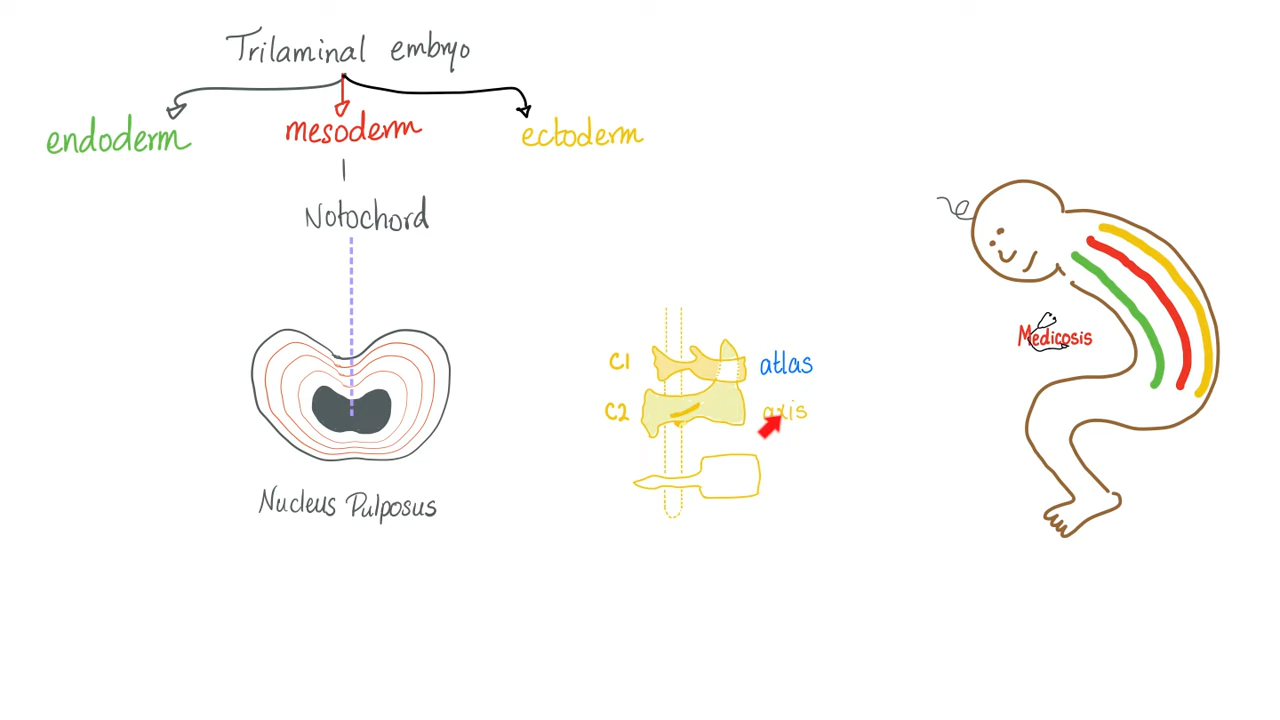 Trilaminal embryo
endoderm mesoderm ectoderm
Notochord
Nucleus Pulposus
C1 atlas
C2 axis
Medicosis